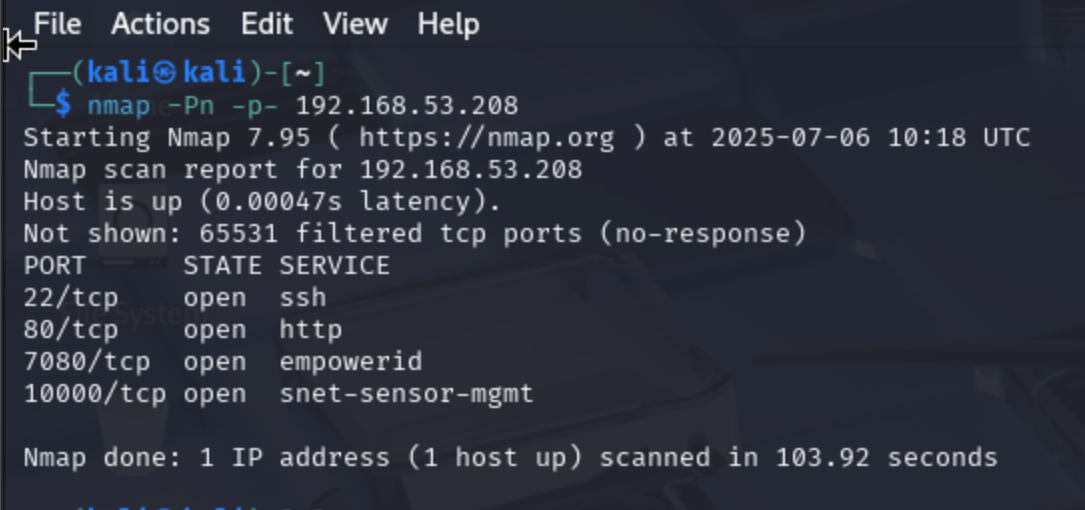 File Actions Edit View Help
┌──(kali㉿kali)-[~]
└─$ nmap -Pn -p- 192.168.53.208
Starting Nmap 7.95 ( https://nmap.org ) at 2025-07-06 10:18 UTC
Nmap scan report for 192.168.53.208
Host is up (0.00047s latency).
Not shown: 65531 filtered tcp ports (no-response)
PORT      STATE SERVICE
22/tcp    open  ssh
80/tcp    open  http
7080/tcp  open  empowerid
10000/tcp open  snet-sensor-mgmt
Nmap done: 1 IP address (1 host up) scanned in 103.92 seconds